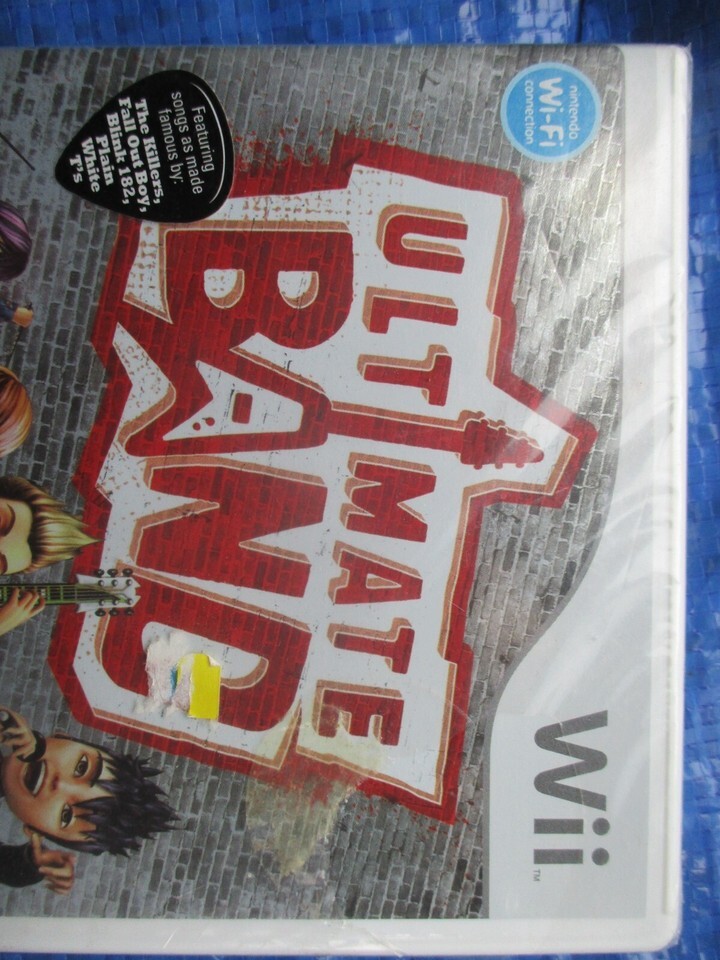 nintendo
Wi-Fi
connection
Wii
TM
ULTIMATE
BAND
Featuring
songs as made
famous by:
The Killers,
Fall Out Boy,
Blink 182,
Plain
White
T's